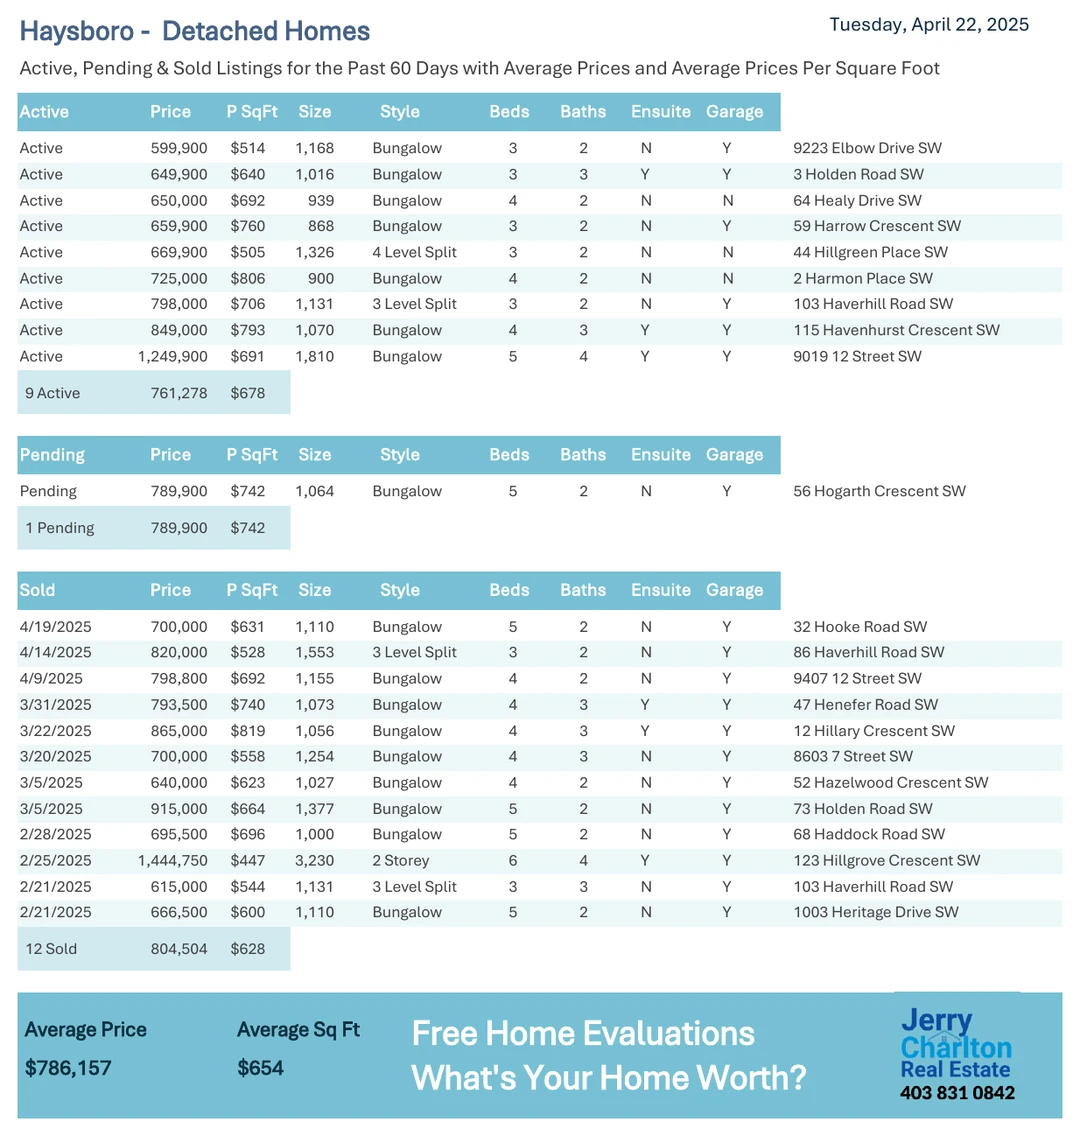 Haysboro - Detached Homes
Tuesday, April 22, 2025
Active, Pending & Sold Listings for the Past 60 Days with Average Prices and Average Prices Per Square Foot
Active Price P SqFt Size Style Beds Baths Ensuite Garage
Active 599,900 $514 1,168 Bungalow 3 2 N Y 9223 Elbow Drive SW
Active 649,900 $640 1,016 Bungalow 3 3 Y Y 3 Holden Road SW
Active 650,000 $692 939 Bungalow 4 2 N N 64 Healy Drive SW
Active 659,900 $760 868 Bungalow 3 2 N Y 59 Harrow Crescent SW
Active 669,900 $505 1,326 4 Level Split 3 2 N N 44 Hillgreen Place SW
Active 725,000 $806 900 Bungalow 4 2 N N 2 Harmon Place SW
Active 798,000 $706 1,131 3 Level Split 3 2 N Y 103 Haverhill Road SW
Active 849,000 $793 1,070 Bungalow 4 3 Y Y 115 Havenhurst Crescent SW
Active 1,249,900 $691 1,810 Bungalow 5 4 Y Y 9019 12 Street SW
9 Active 761,278 $678
Pending Price P SqFt Size Style Beds Baths Ensuite Garage
Pending 789,900 $742 1,064 Bungalow 5 2 N Y 56 Hogarth Crescent SW
1 Pending 789,900 $742
Sold Price P SqFt Size Style Beds Baths Ensuite Garage
4/19/2025 700,000 $631 1,110 Bungalow 5 2 N Y 32 Hooke Road SW
4/14/2025 820,000 $528 1,553 3 Level Split 3 2 N Y 86 Haverhill Road SW
4/9/2025 798,800 $692 1,155 Bungalow 4 2 N Y 9407 12 Street SW
3/31/2025 793,500 $740 1,073 Bungalow 4 3 Y Y 47 Henefer Road SW
3/22/2025 865,000 $819 1,056 Bungalow 4 3 Y Y 12 Hillary Crescent SW
3/20/2025 700,000 $558 1,254 Bungalow 4 3 N Y 8603 7 Street SW
3/5/2025 640,000 $623 1,027 Bungalow 4 2 N Y 52 Hazelwood Crescent SW
3/5/2025 915,000 $664 1,377 Bungalow 5 2 N Y 73 Holden Road SW
2/28/2025 695,500 $696 1,000 Bungalow 5 2 N Y 68 Haddock Road SW
2/25/2025 1,444,750 $447 3,230 2 Storey 6 4 Y Y 123 Hillgrove Crescent SW
2/21/2025 615,000 $544 1,131 3 Level Split 3 3 N Y 103 Haverhill Road SW
2/21/2025 666,500 $600 1,110 Bungalow 5 2 N Y 1003 Heritage Drive SW
12 Sold 804,504 $628
Average Price Average Sq Ft
$786,157 $654
Free Home Evaluations
What's Your Home Worth?
Jerry
Charlton
Real Estate
403 831 0842